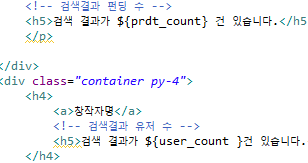 <!-- 검색결과 펀딩 수 -->
<h5>검색 결과가 ${prdt_count} 건 있습니다.</h5
</p>
</div>
<div class="container py-4">
<h4>
<a>창작자명</a>
<!-- 검색결과 유저 수 -->
<h5>검색 결과가 ${user_count }건 있습니다.
</h4>